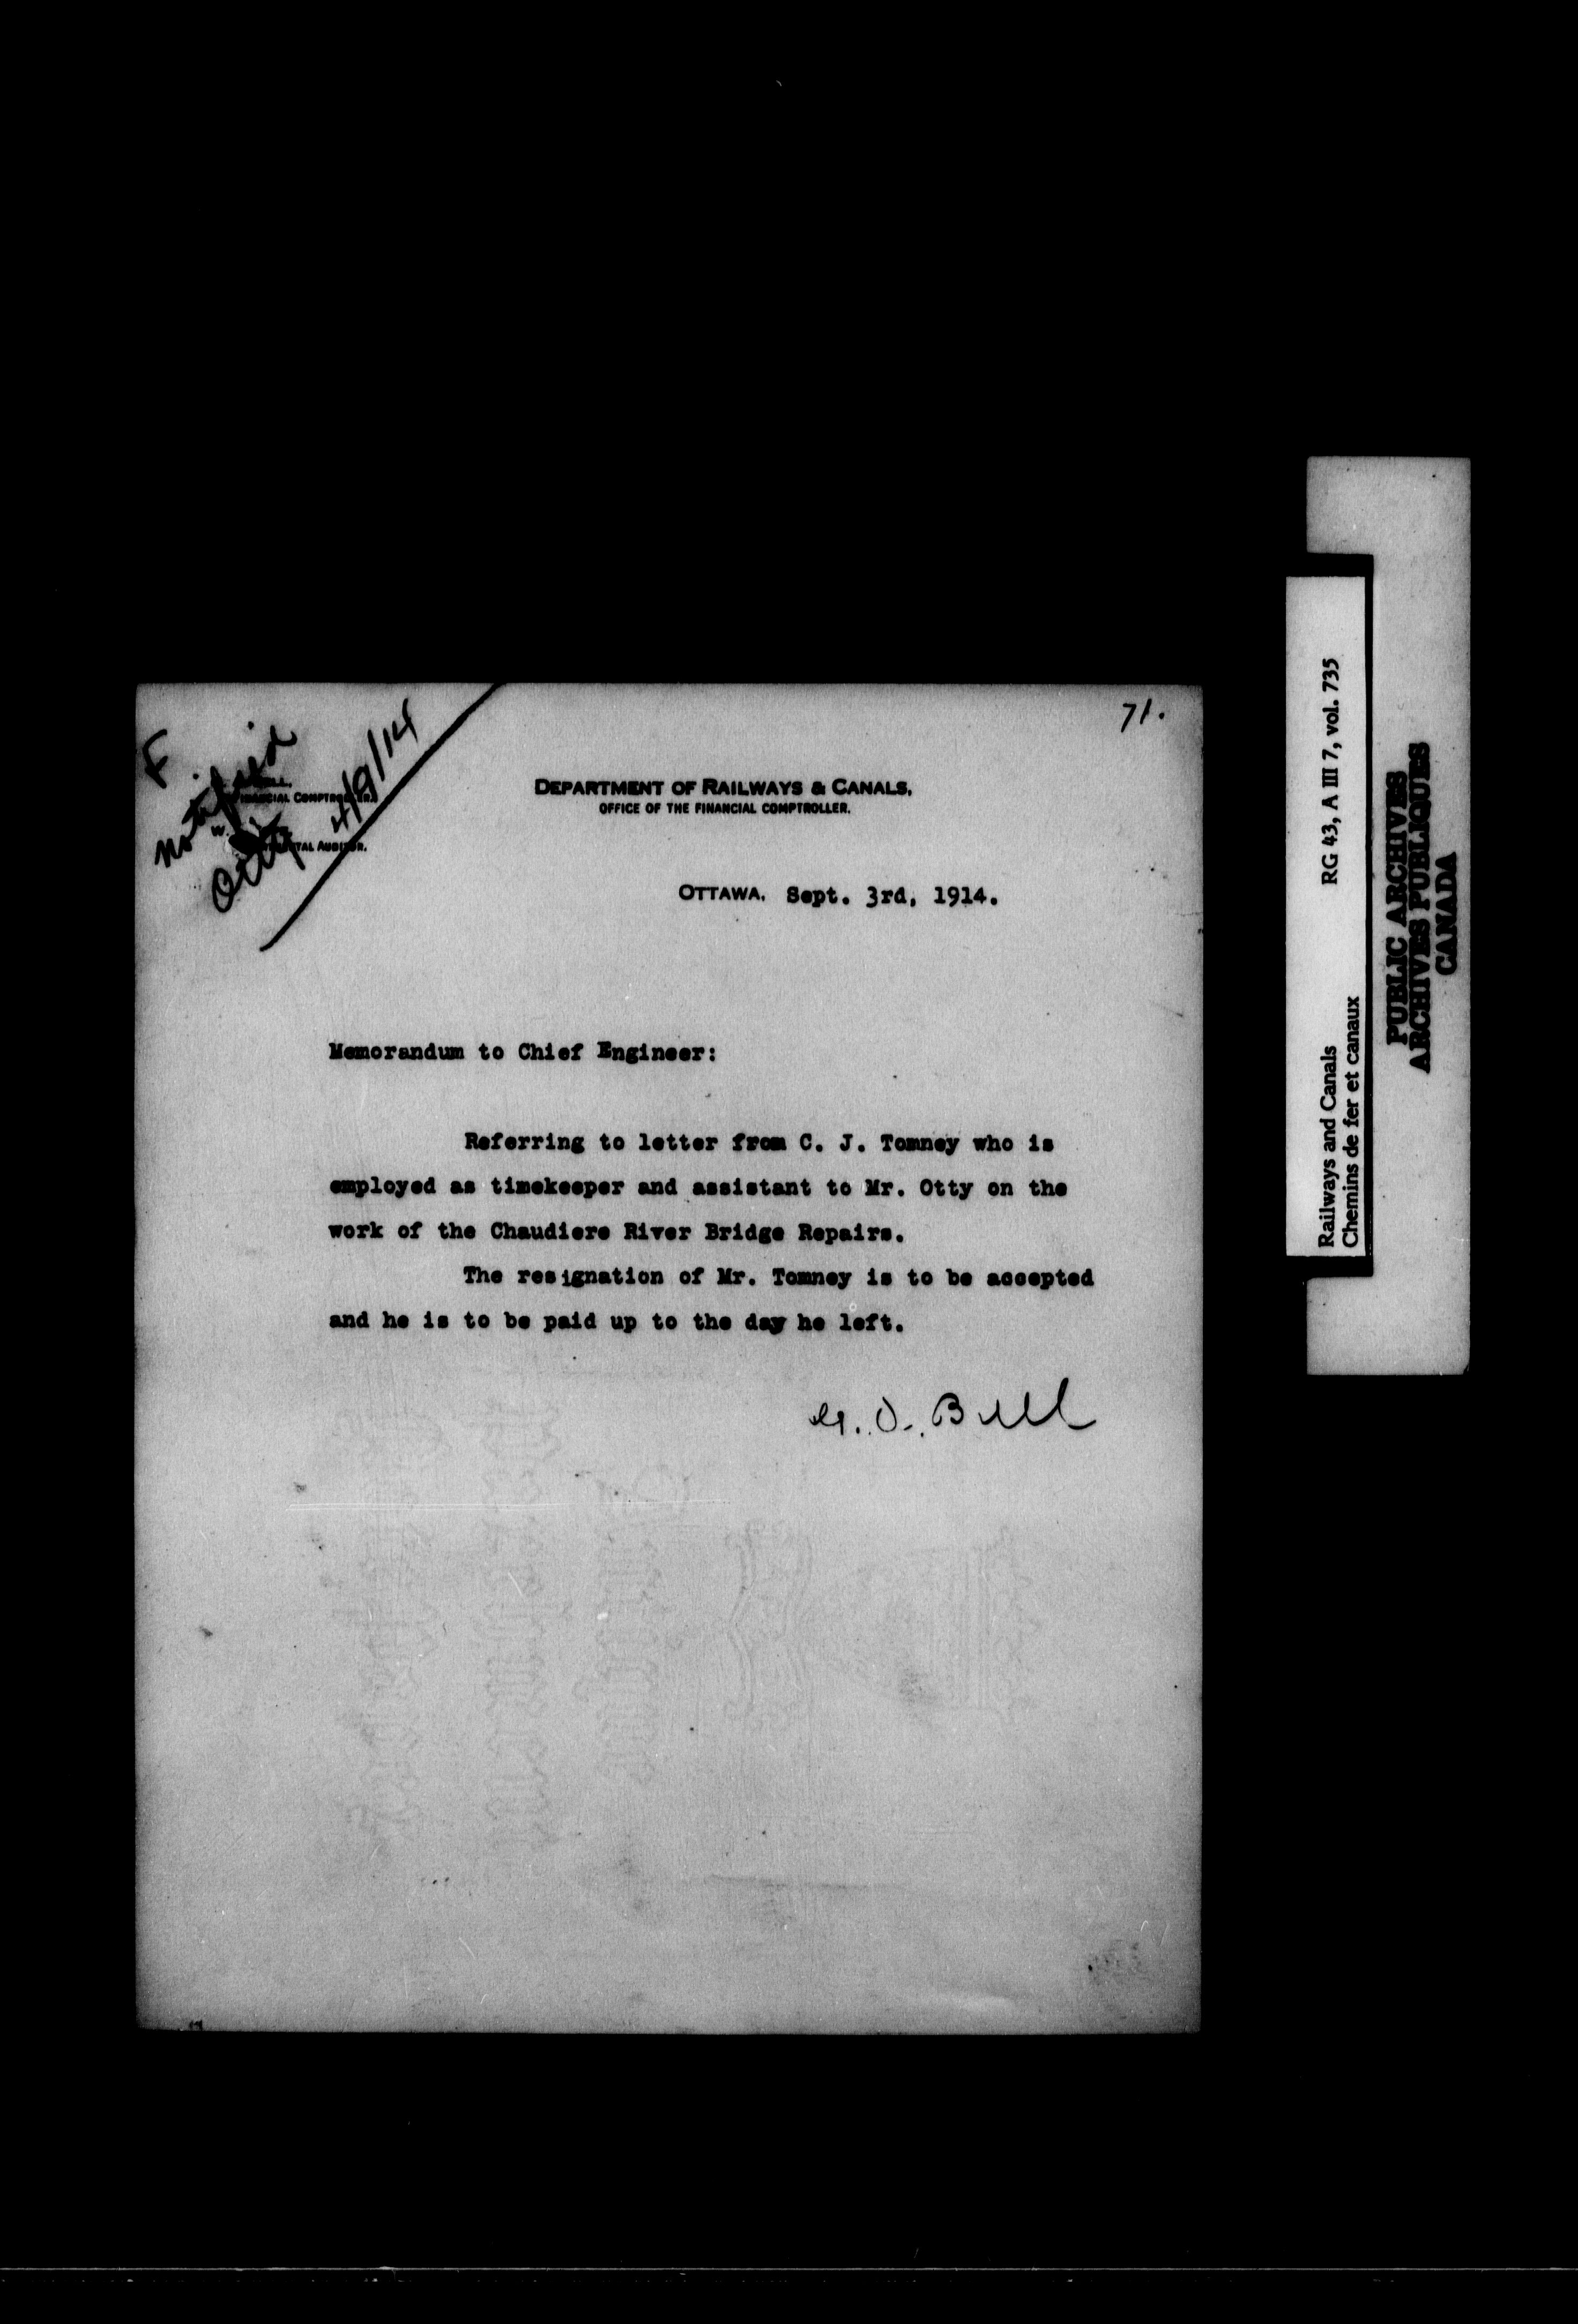 71.
F
notified
Otty 4/9/14
FINANCIAL COMPTROLLER.
W.
AUDITOR.
DEPARTMENT OF RAILWAYS & CANALS,
OFFICE OF THE FINANCIAL COMPTROLLER.
OTTAWA, Sept. 3rd, 1914.
Memorandum to Chief Engineer:
Referring to letter from C. J. Tomney who is
employed as timekeeper and assistant to Mr. Otty on the
work of the Chaudiere River Bridge Repairs.
The resignation of Mr. Tomney is to be accepted
and he is to be paid up to the day he left.
Bell
Railways and Canals RG 43, A III 7, vol. 735
Chemins de fer et canaux
PUBLIC ARCHIVES
ARCHIVES PUBLIQUES
CANADA